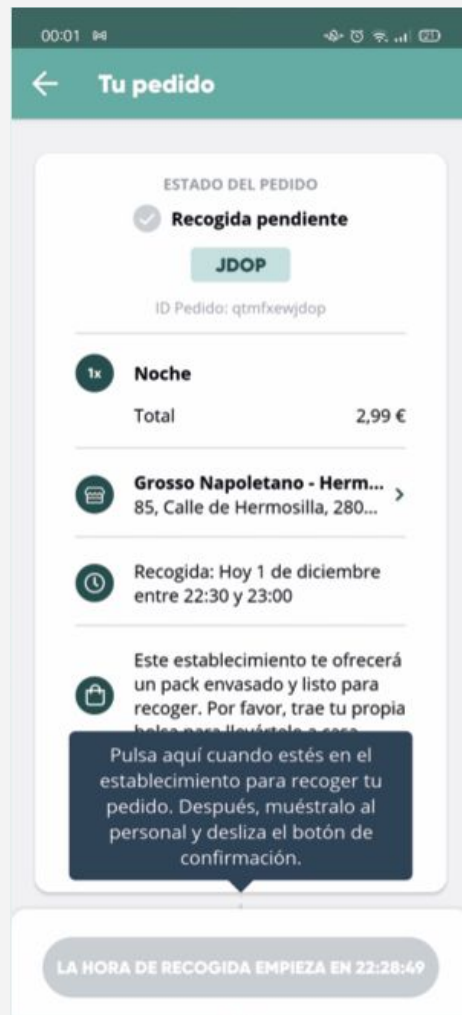 00:01
21
Tu pedido
ESTADO DEL PEDIDO
Recogida pendiente
JDOP
ID Pedido: qtmfxewjdop
1x
Noche
Total 2,99 €
Grosso Napoletano - Herm...
85, Calle de Hermosilla, 280...
Recogida: Hoy 1 de diciembre
entre 22:30 y 23:00
Este establecimiento te ofrecerá
un pack envasado y listo para
recoger. Por favor, trae tu propia
Pulsa aquí cuando estés en el
establecimiento para recoger tu
pedido. Después, muéstralo al
personal y desliza el botón de
confirmación.
LA HORA DE RECOGIDA EMPIEZA EN 22:28:49